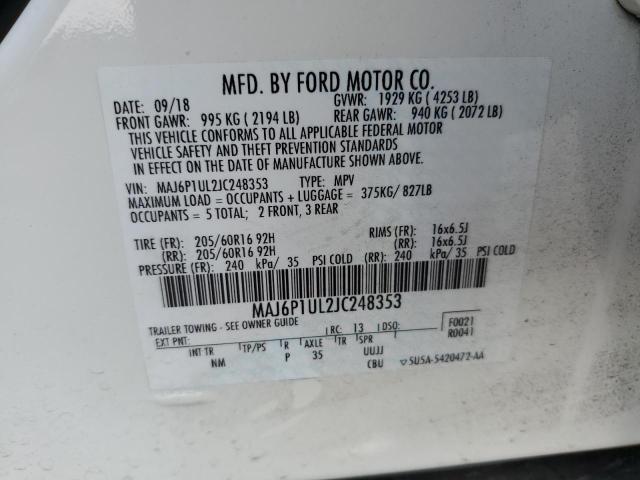 MFD. BY FORD MOTOR CO.
DATE: 09/18 GVWR: 1929 KG ( 4253 LB)
FRONT GAWR: 995 KG ( 2194 LB) REAR GAWR: 940 KG ( 2072 LB)
THIS VEHICLE CONFORMS TO ALL APPLICABLE FEDERAL MOTOR
VEHICLE SAFETY AND THEFT PREVENTION STANDARDS
IN EFFECT ON THE DATE OF MANUFACTURE SHOWN ABOVE.
VIN: MAJ6P1UL2JC248353 TYPE: MPV
MAXIMUM LOAD = OCCUPANTS + LUGGAGE = 375KG/ 827LB
OCCUPANTS = 5 TOTAL; 2 FRONT, 3 REAR
TIRE (FR): 205/60R16 92H RIMS (FR): 16x6.5J
(RR): 205/60R16 92H (RR): 16x6.5J
PRESSURE (FR): 240 kPa/ 35 PSI COLD (RR): 240 kPa/ 35 PSI COLD
MAJ6P1UL2JC248353
TRAILER TOWING - SEE OWNER GUIDE
EXT PNT: RC: 13 DSO: F0021
R0041
INT TR TP/PS R AXLE TR SPR
NM P 35 UUJJ
CBU 5U5A-5420472-AA